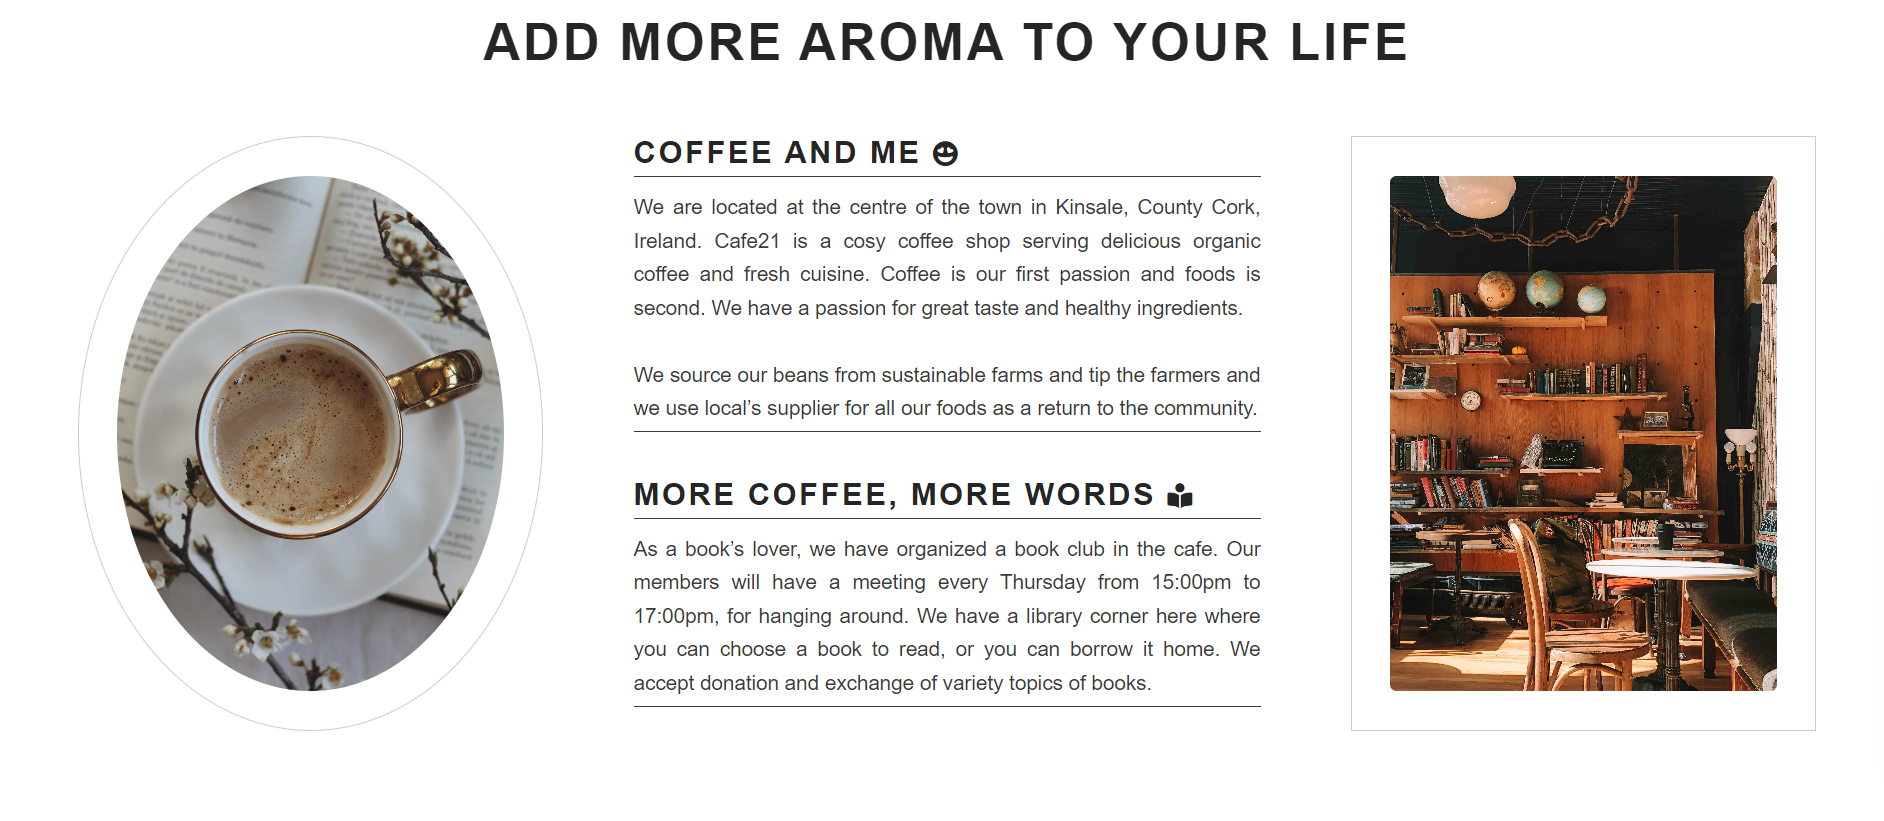 ADD MORE AROMA TO YOUR LIFE
COFFEE AND ME
We are located at the centre of the town in Kinsale, County Cork,
Ireland. Cafe21 is a cosy coffee shop serving delicious organic
coffee and fresh cuisine. Coffee is our first passion and foods is
second. We have a passion for great taste and healthy ingredients.
We source our beans from sustainable farms and tip the farmers and
we use local’s supplier for all our foods as a return to the community.
MORE COFFEE, MORE WORDS
As a book’s lover, we have organized a book club in the cafe. Our
members will have a meeting every Thursday from 15:00pm to
17:00pm, for hanging around. We have a library corner here where
you can choose a book to read, or you can borrow it home. We
accept donation and exchange of variety topics of books.